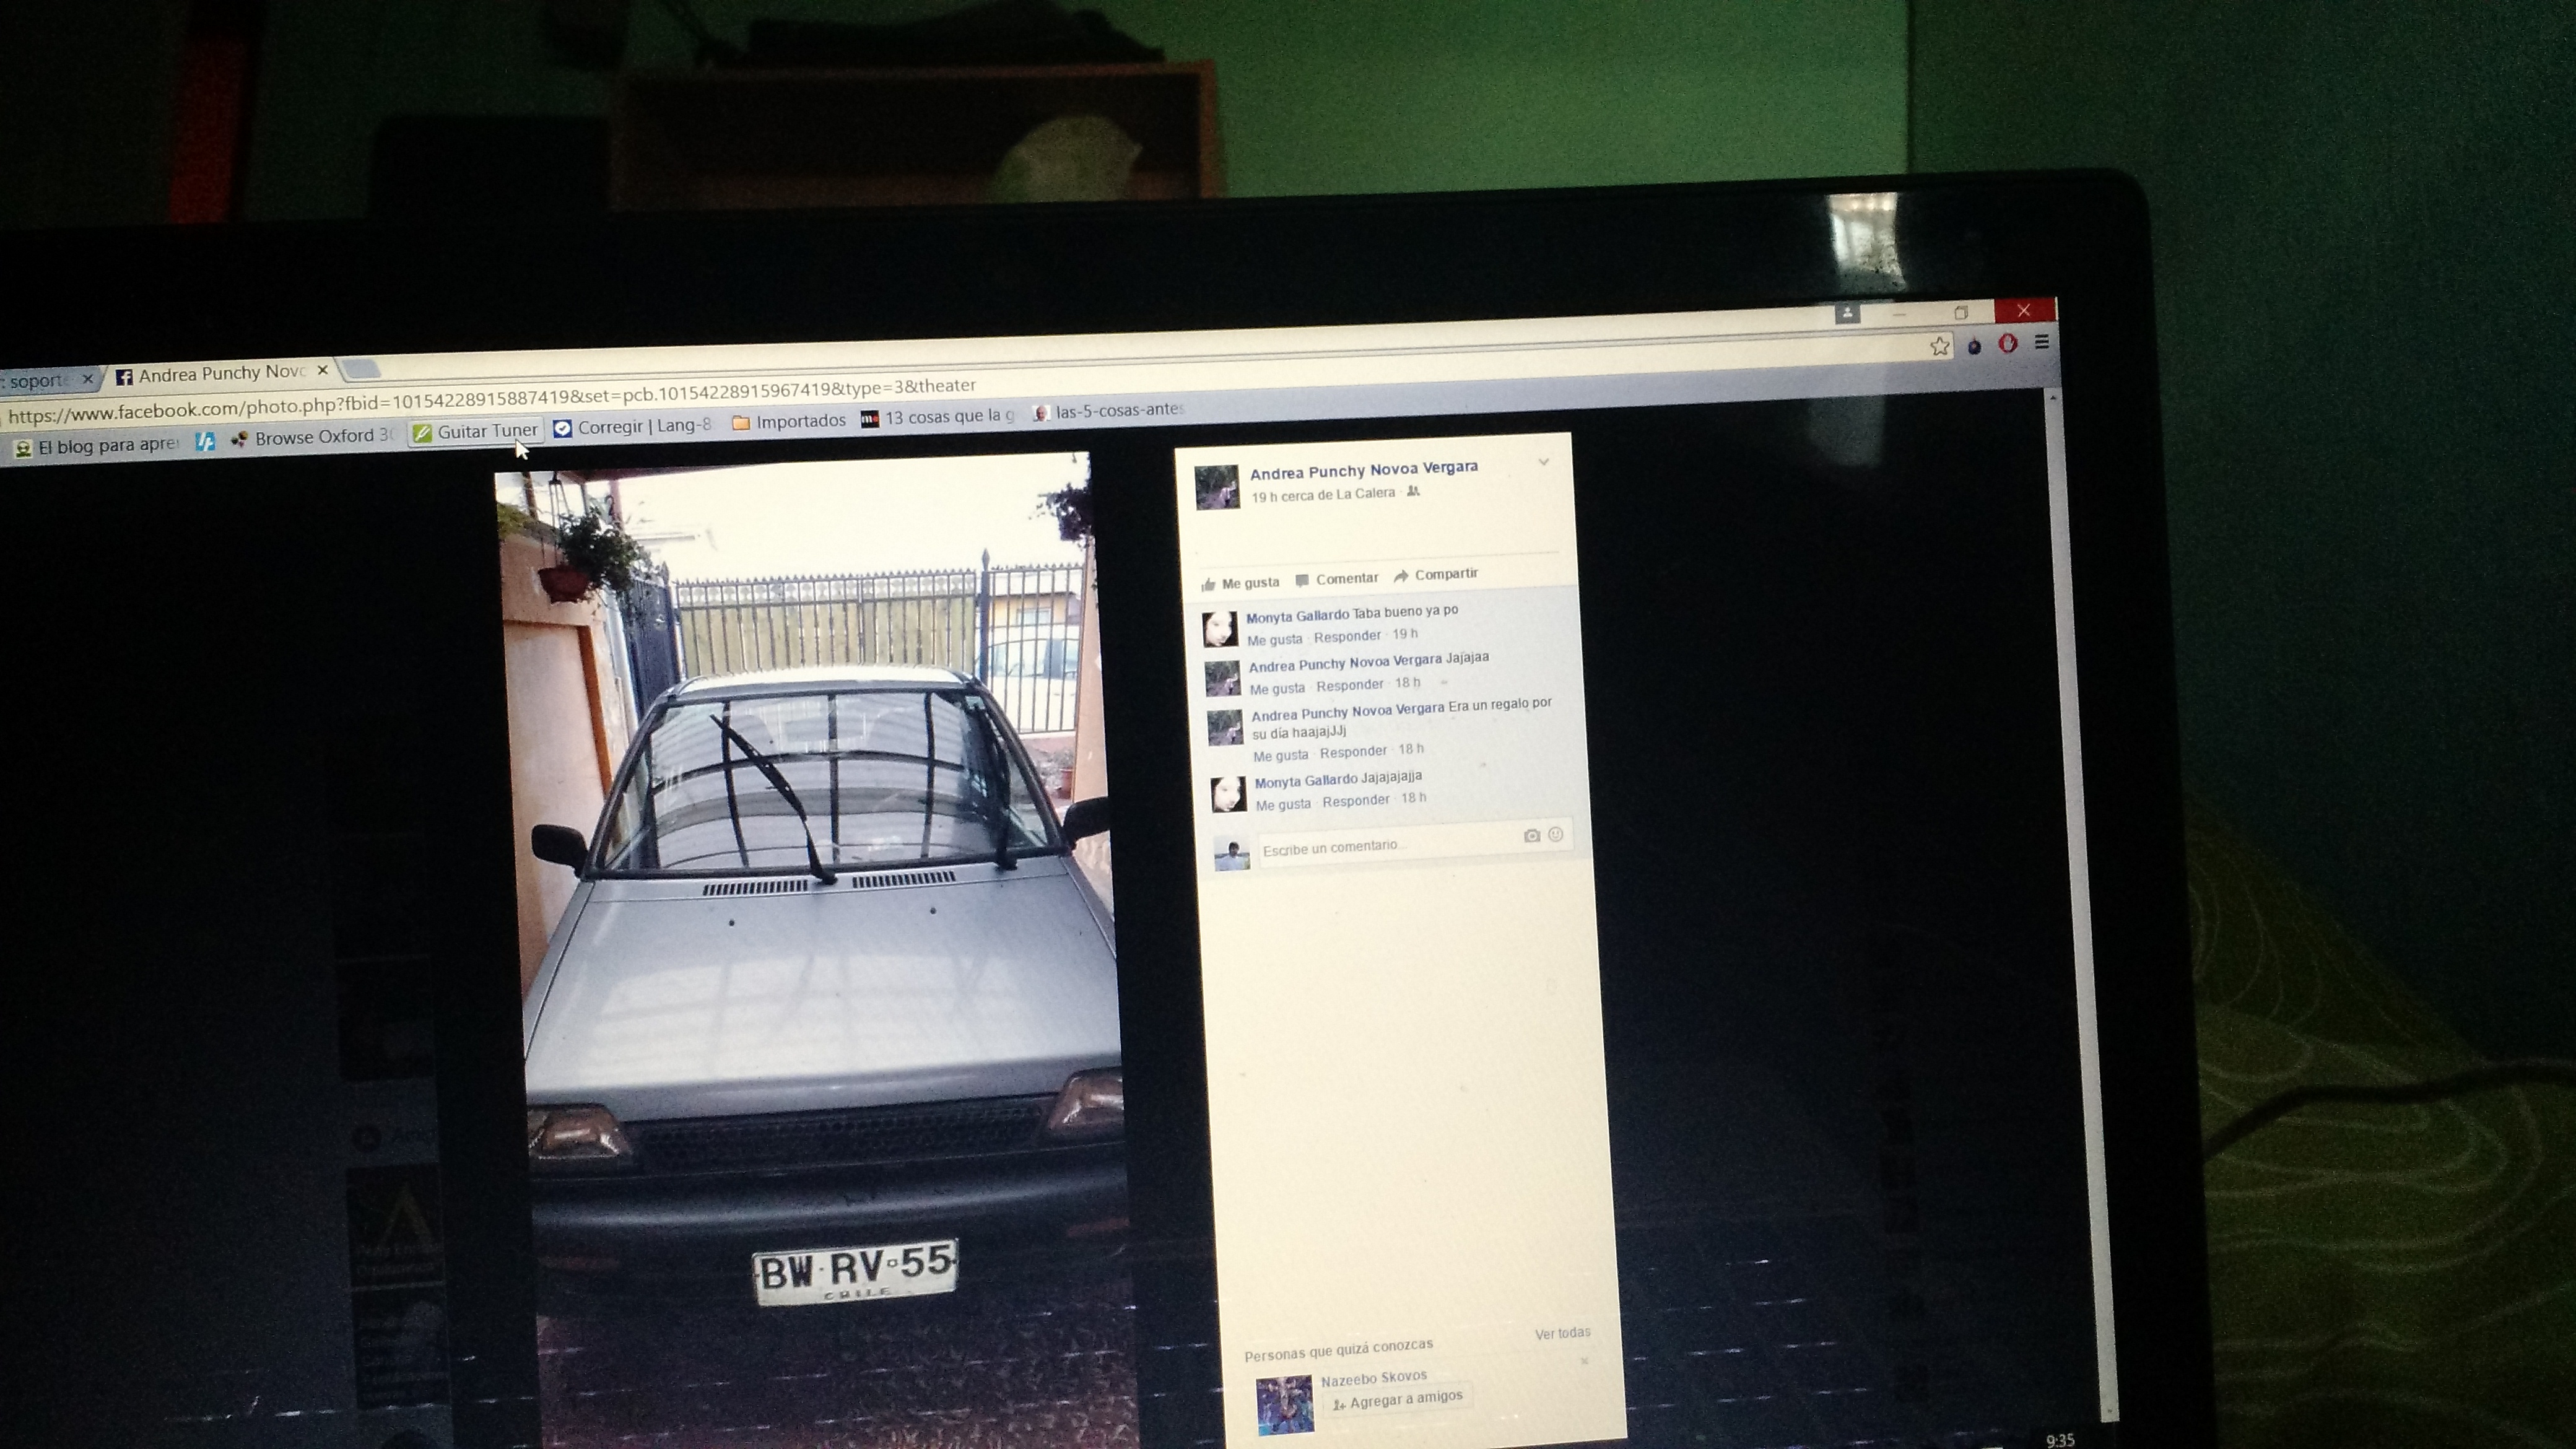 : soport
Andrea Punchy Novo
https://www.facebook.com/photo.php?fbid=10154228915887419&set=pcb.10154228915967419&type=3&theater
El blog para apre
Browse Oxford 30
Guitar Tuner
Corregir | Lang-8
Importados
13 cosas que la g
las-5-cosas-antes
Andrea Punchy Novoa Vergara
19 h cerca de La Calera
Me gusta Comentar Compartir
Monyta Gallardo Taba bueno ya po
Me gusta · Responder · 19 h
Andrea Punchy Novoa Vergara Jajajaa
Me gusta · Responder · 18 h
Andrea Punchy Novoa Vergara Era un regalo por
su día haajajJJj
Me gusta · Responder · 18 h
Monyta Gallardo Jajajajajja
Me gusta · Responder · 18 h
Escribe un comentario...
BW·RV·55
CHILE
Personas que quizá conozcas
Ver todas
Nazeebo Skovos
Agregar a amigos
9:35